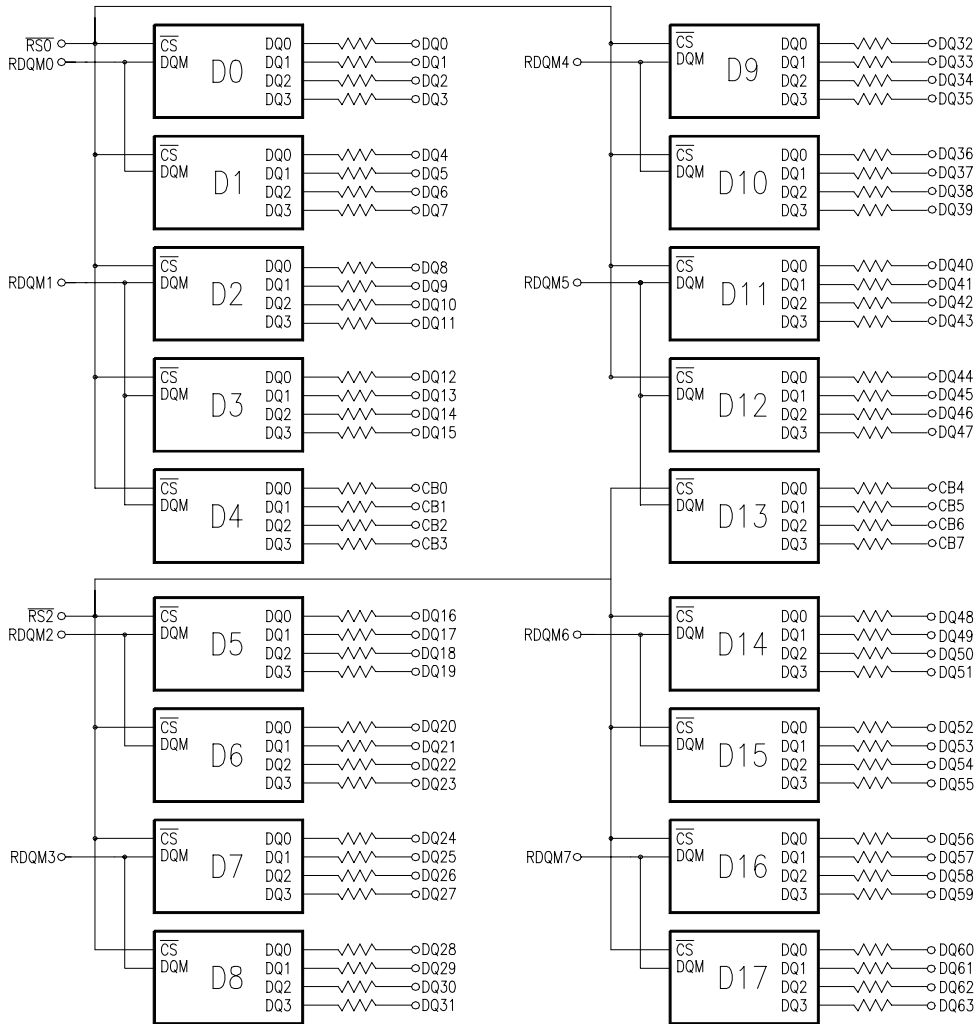 R̅S̅0̅ CS DQ0 DQ0 CS DQ0 DQ32
RDQM0 DQM D0 DQ1 DQ1 RDQM4 DQM D9 DQ1 DQ33
DQ2 DQ2 DQ2 DQ34
DQ3 DQ3 DQ3 DQ35
CS DQ0 DQ4 CS DQ0 DQ36
DQM D1 DQ1 DQ5 DQM D10 DQ1 DQ37
DQ2 DQ6 DQ2 DQ38
DQ3 DQ7 DQ3 DQ39
CS DQ0 DQ8 CS DQ0 DQ40
RDQM1 DQM D2 DQ1 DQ9 RDQM5 DQM D11 DQ1 DQ41
DQ2 DQ10 DQ2 DQ42
DQ3 DQ11 DQ3 DQ43
CS DQ0 DQ12 CS DQ0 DQ44
DQM D3 DQ1 DQ13 DQM D12 DQ1 DQ45
DQ2 DQ14 DQ2 DQ46
DQ3 DQ15 DQ3 DQ47
CS DQ0 CB0 CS DQ0 CB4
DQM D4 DQ1 CB1 DQM D13 DQ1 CB5
DQ2 CB2 DQ2 CB6
DQ3 CB3 DQ3 CB7
R̅S̅2̅ CS DQ0 DQ16 CS DQ0 DQ48
RDQM2 DQM D5 DQ1 DQ17 RDQM6 DQM D14 DQ1 DQ49
DQ2 DQ18 DQ2 DQ50
DQ3 DQ19 DQ3 DQ51
CS DQ0 DQ20 CS DQ0 DQ52
DQM D6 DQ1 DQ21 DQM D15 DQ1 DQ53
DQ2 DQ22 DQ2 DQ54
DQ3 DQ23 DQ3 DQ55
CS DQ0 DQ24 CS DQ0 DQ56
RDQM3 DQM D7 DQ1 DQ25 RDQM7 DQM D16 DQ1 DQ57
DQ2 DQ26 DQ2 DQ58
DQ3 DQ27 DQ3 DQ59
CS DQ0 DQ28 CS DQ0 DQ60
DQM D8 DQ1 DQ29 DQM D17 DQ1 DQ61
DQ2 DQ30 DQ2 DQ62
DQ3 DQ31 DQ3 DQ63